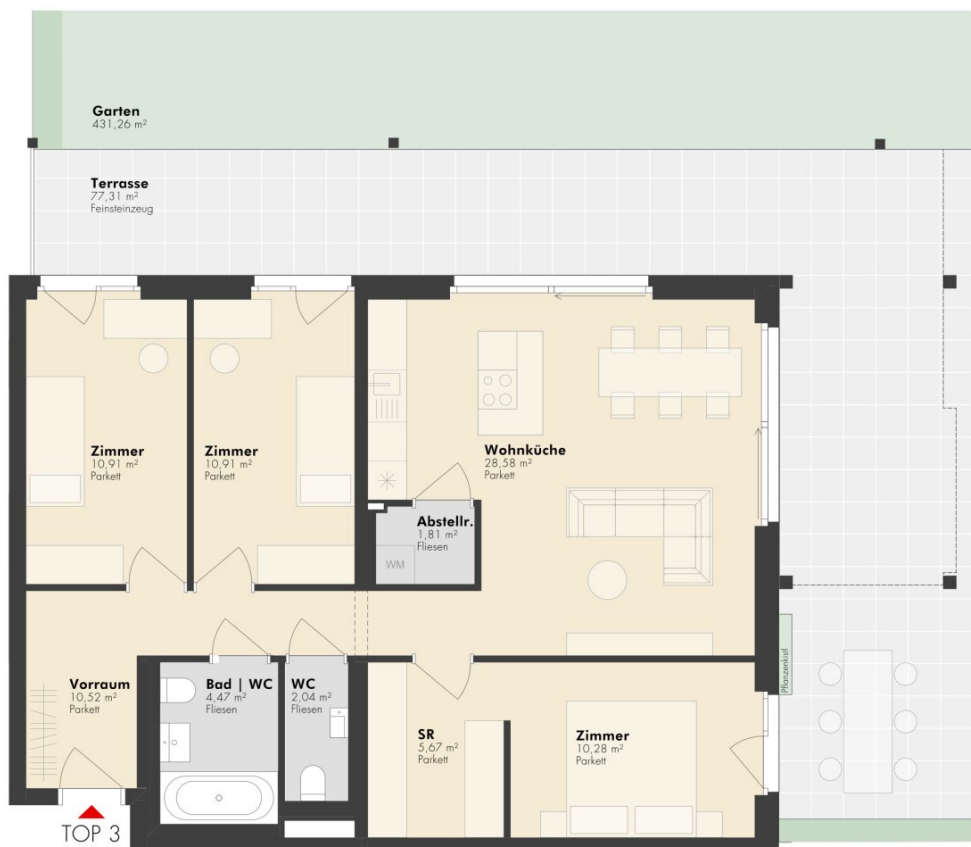 Garten
431,26 m²
Terrasse
77,31 m²
Feinsteinzeug
Zimmer
10,91 m²
Parkett
Zimmer
10,91 m²
Parkett
Wohnküche
28,58 m²
Parkett
Abstellr.
1,81 m²
Fliesen
WM
Vorraum
10,52 m²
Parkett
Bad | WC
4,47 m²
Fliesen
WC
2,04 m²
Fliesen
SR
5,67 m²
Parkett
Zimmer
10,28 m²
Parkett
Pflanzenkistl
TOP 3